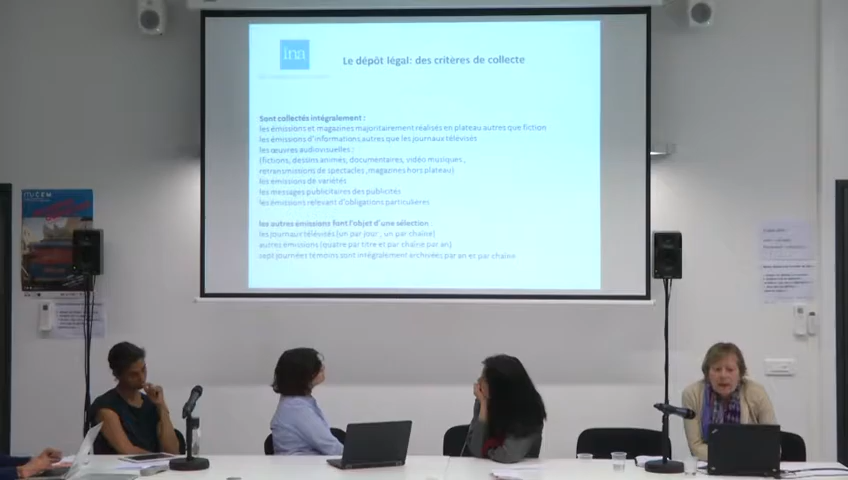 ina
Le dépôt légal: des critères de collecte
Sont collectés intégralement :
les émissions et magazines majoritairement réalisés en plateau autres que fiction
les émissions d'informations autres que les journaux télévisés
les œuvres audiovisuelles :
(fictions, dessins animés, documentaires, vidéo musiques,
retransmissions de spectacles, magazines hors plateau)
les émissions de variétés
les messages publicitaires des publicités
les émissions relevant d'obligations particulières
les autres émissions font l'objet d'une sélection
les journaux télévisés (un par jour ; un par chaîne)
autres émissions (quatre par titre et par chaîne par an)
sept journées témoins sont intégralement archivées par an et par chaîne